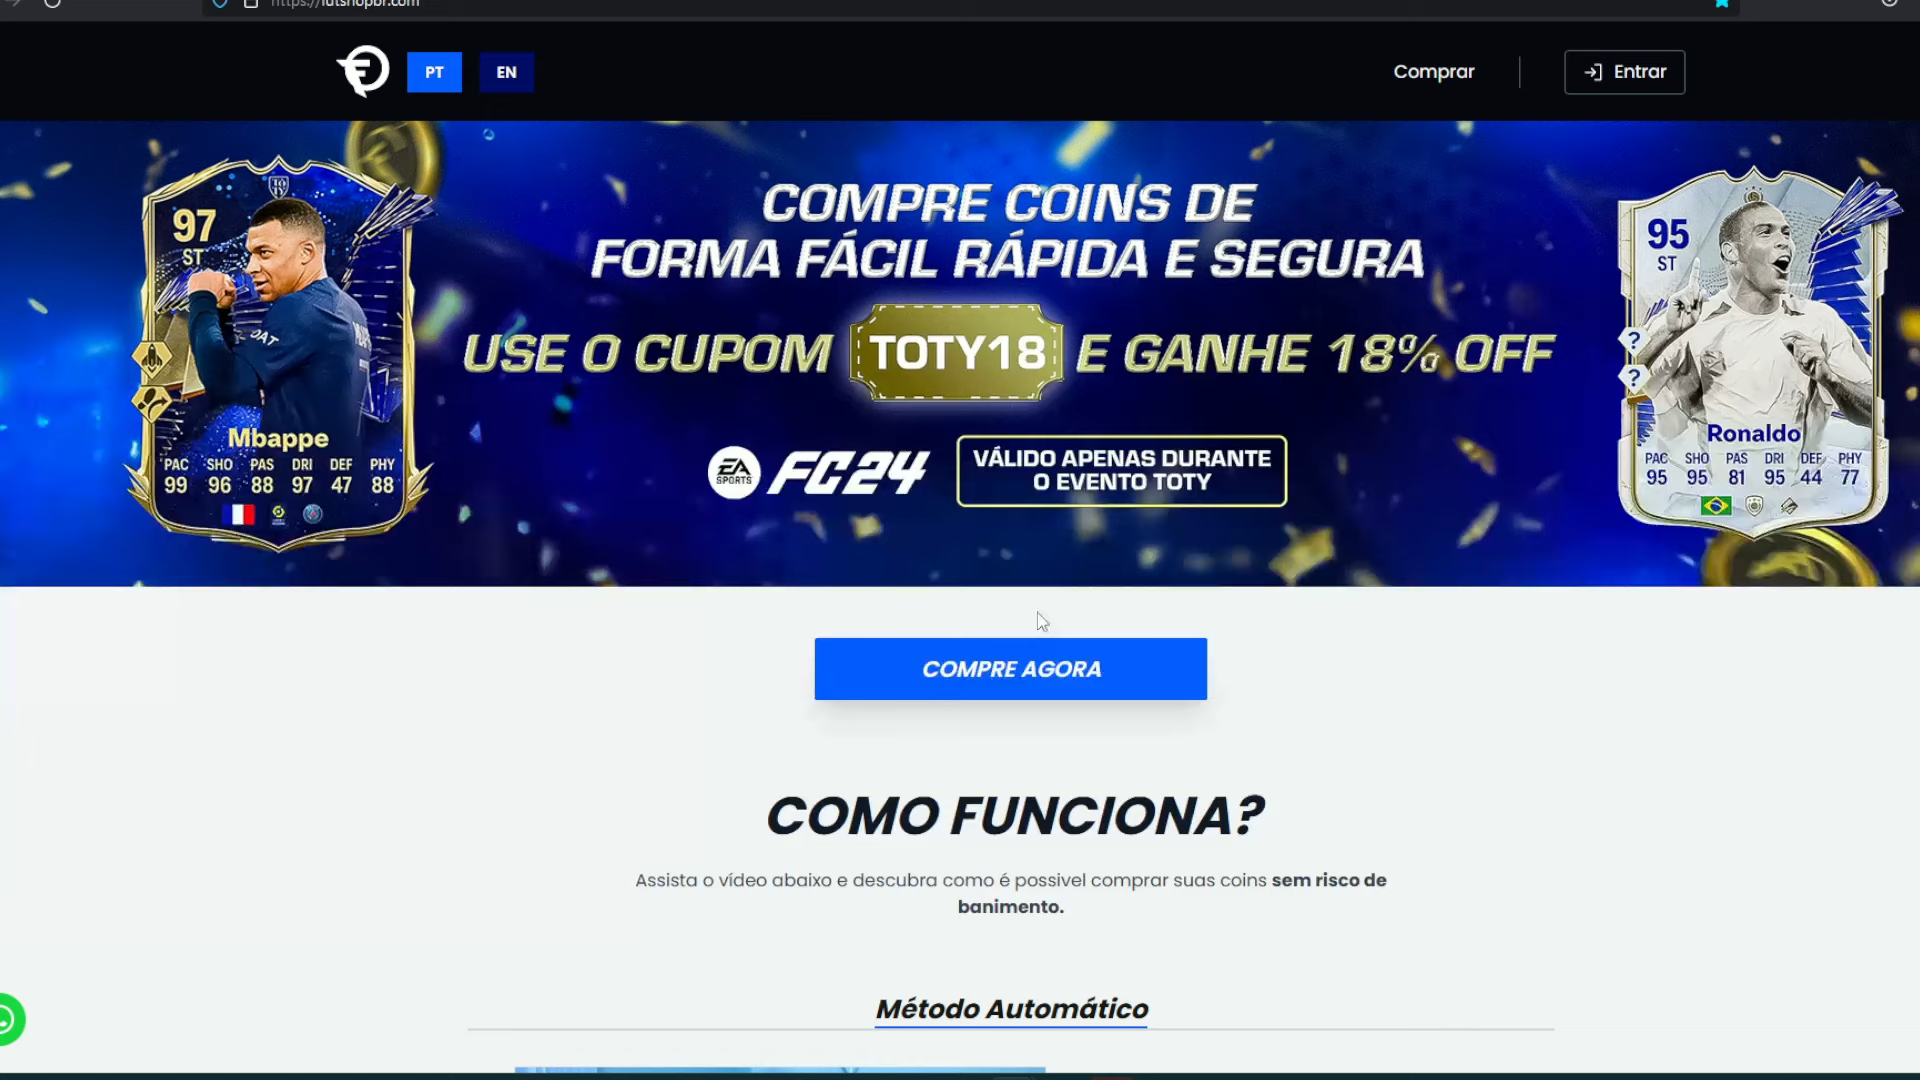 https://futshopbr.com
PT
EN
Comprar
Entrar
COMPRE COINS DE
FORMA FÁCIL RÁPIDA E SEGURA
USE O CUPOM TOTY18 E GANHE 18% OFF
EA SPORTS FC24
VÁLIDO APENAS DURANTE
O EVENTO TOTY
97
ST
Mbappe
PAC SHO PAS DRI DEF PHY
99 96 88 97 47 88
95
ST
?
?
Ronaldo
PAC SHO PAS DRI DEF PHY
95 95 81 95 44 77
COMPRE AGORA
COMO FUNCIONA?
Assista o vídeo abaixo e descubra como é possivel comprar suas coins sem risco de
banimento.
Método Automático